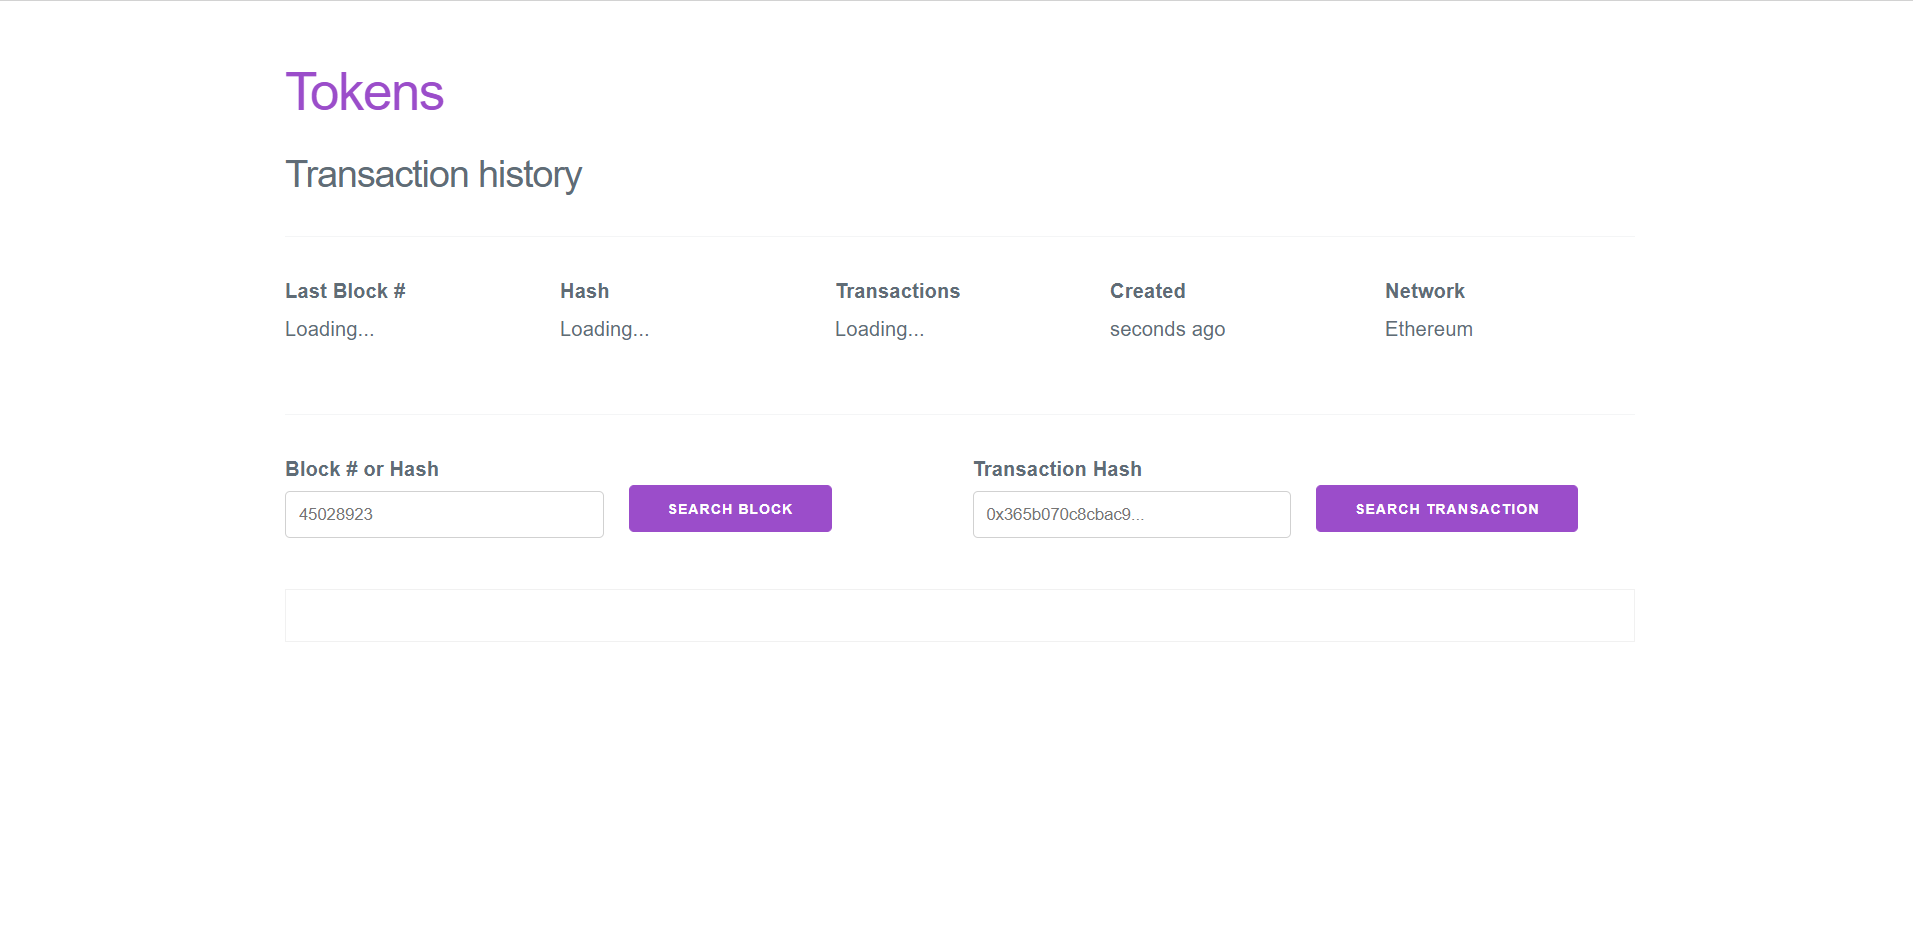 Tokens
Transaction history
Last Block # Hash Transactions Created Network
Loading... Loading... Loading... seconds ago Ethereum
Block # or Hash Transaction Hash
45028923 SEARCH BLOCK 0x365b070c8cbac9... SEARCH TRANSACTION